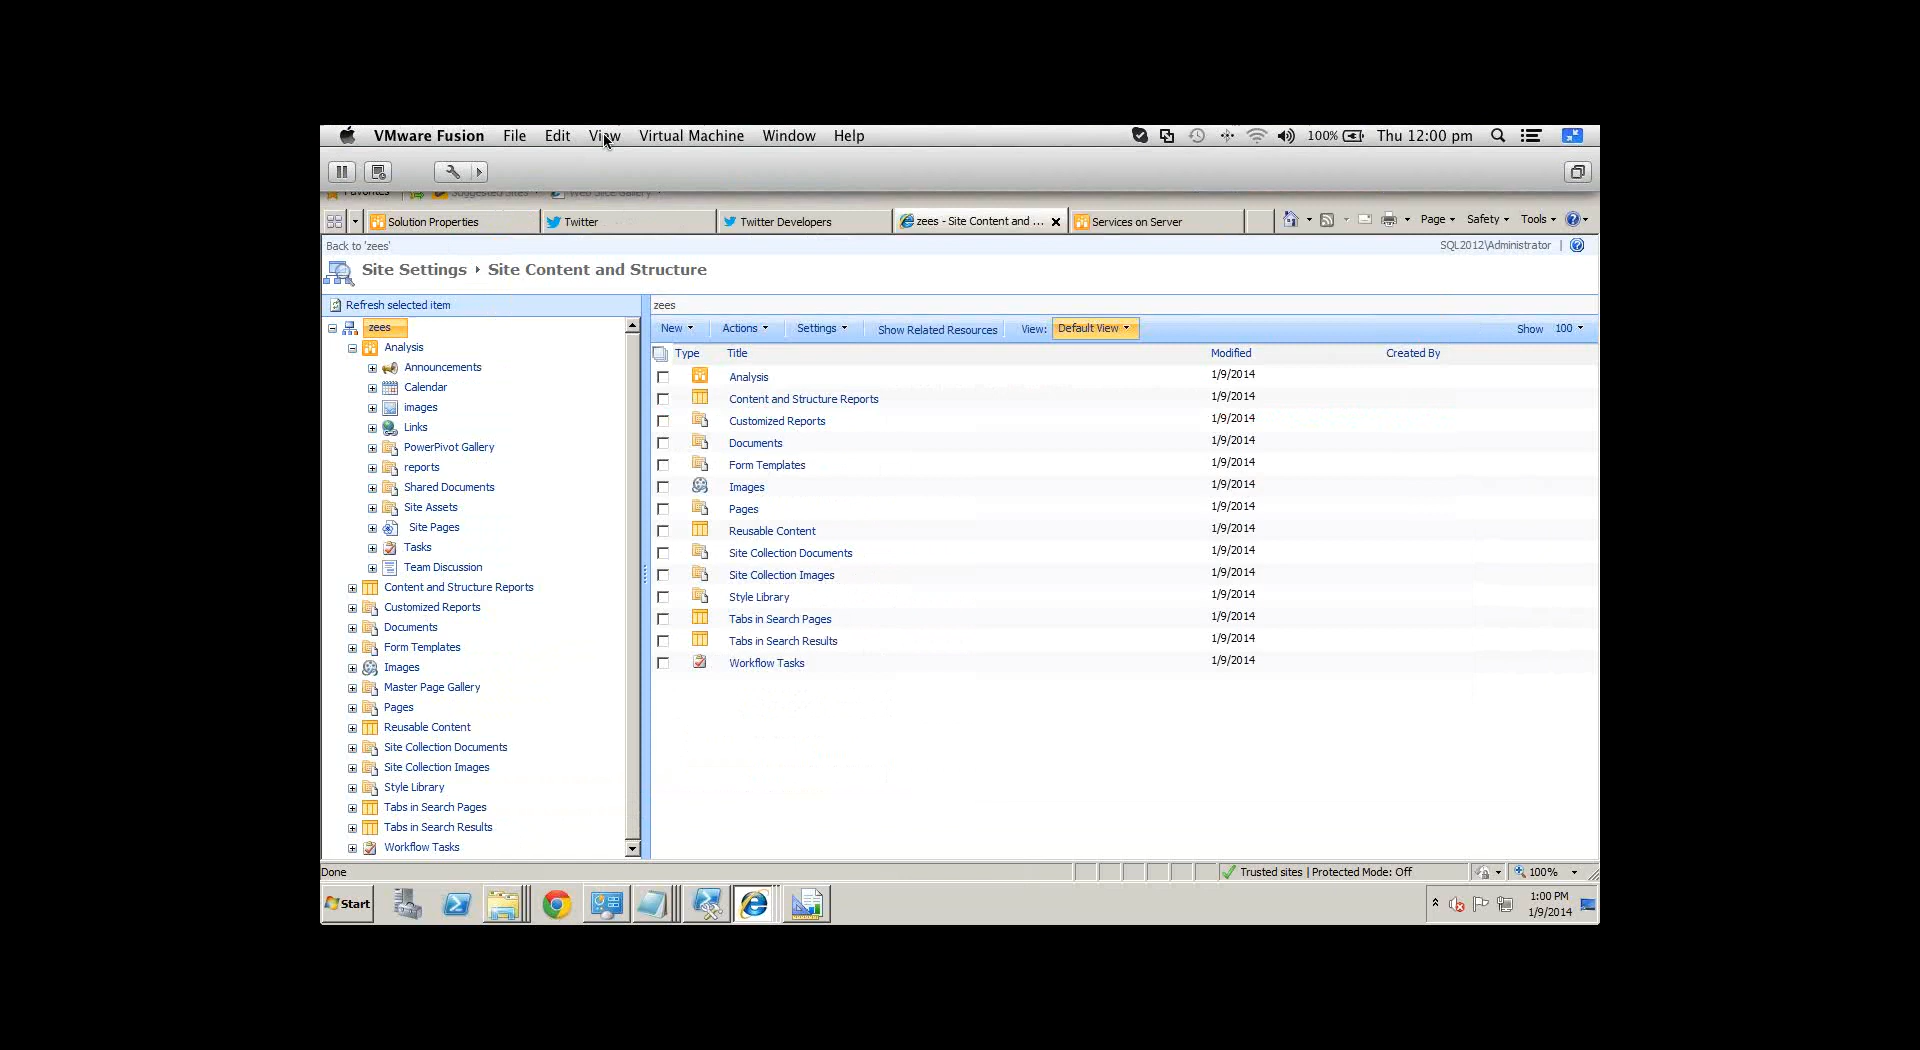 VMware Fusion File Edit View Virtual Machine Window Help 100% Thu 12:00 pm
Favorites Suggested Sites Web Slice Gallery
Solution Properties Twitter Twitter Developers zees - Site Content and ... Services on Server Page Safety Tools
Back to 'zees' SQL2012\Administrator
Site Settings Site Content and Structure
Refresh selected item
zees
New Actions Settings Show Related Resources View: Default View Show 100
Type Title Modified Created By
Analysis 1/9/2014
Content and Structure Reports 1/9/2014
Customized Reports 1/9/2014
Documents 1/9/2014
Form Templates 1/9/2014
Images 1/9/2014
Pages 1/9/2014
Reusable Content 1/9/2014
Site Collection Documents 1/9/2014
Site Collection Images 1/9/2014
Style Library 1/9/2014
Tabs in Search Pages 1/9/2014
Tabs in Search Results 1/9/2014
Workflow Tasks 1/9/2014
zees
Analysis
Announcements
Calendar
images
Links
PowerPivot Gallery
reports
Shared Documents
Site Assets
Site Pages
Tasks
Team Discussion
Content and Structure Reports
Customized Reports
Documents
Form Templates
Images
Master Page Gallery
Pages
Reusable Content
Site Collection Documents
Site Collection Images
Style Library
Tabs in Search Pages
Tabs in Search Results
Workflow Tasks
Done Trusted sites | Protected Mode: Off 100%
Start 1:00 PM
1/9/2014